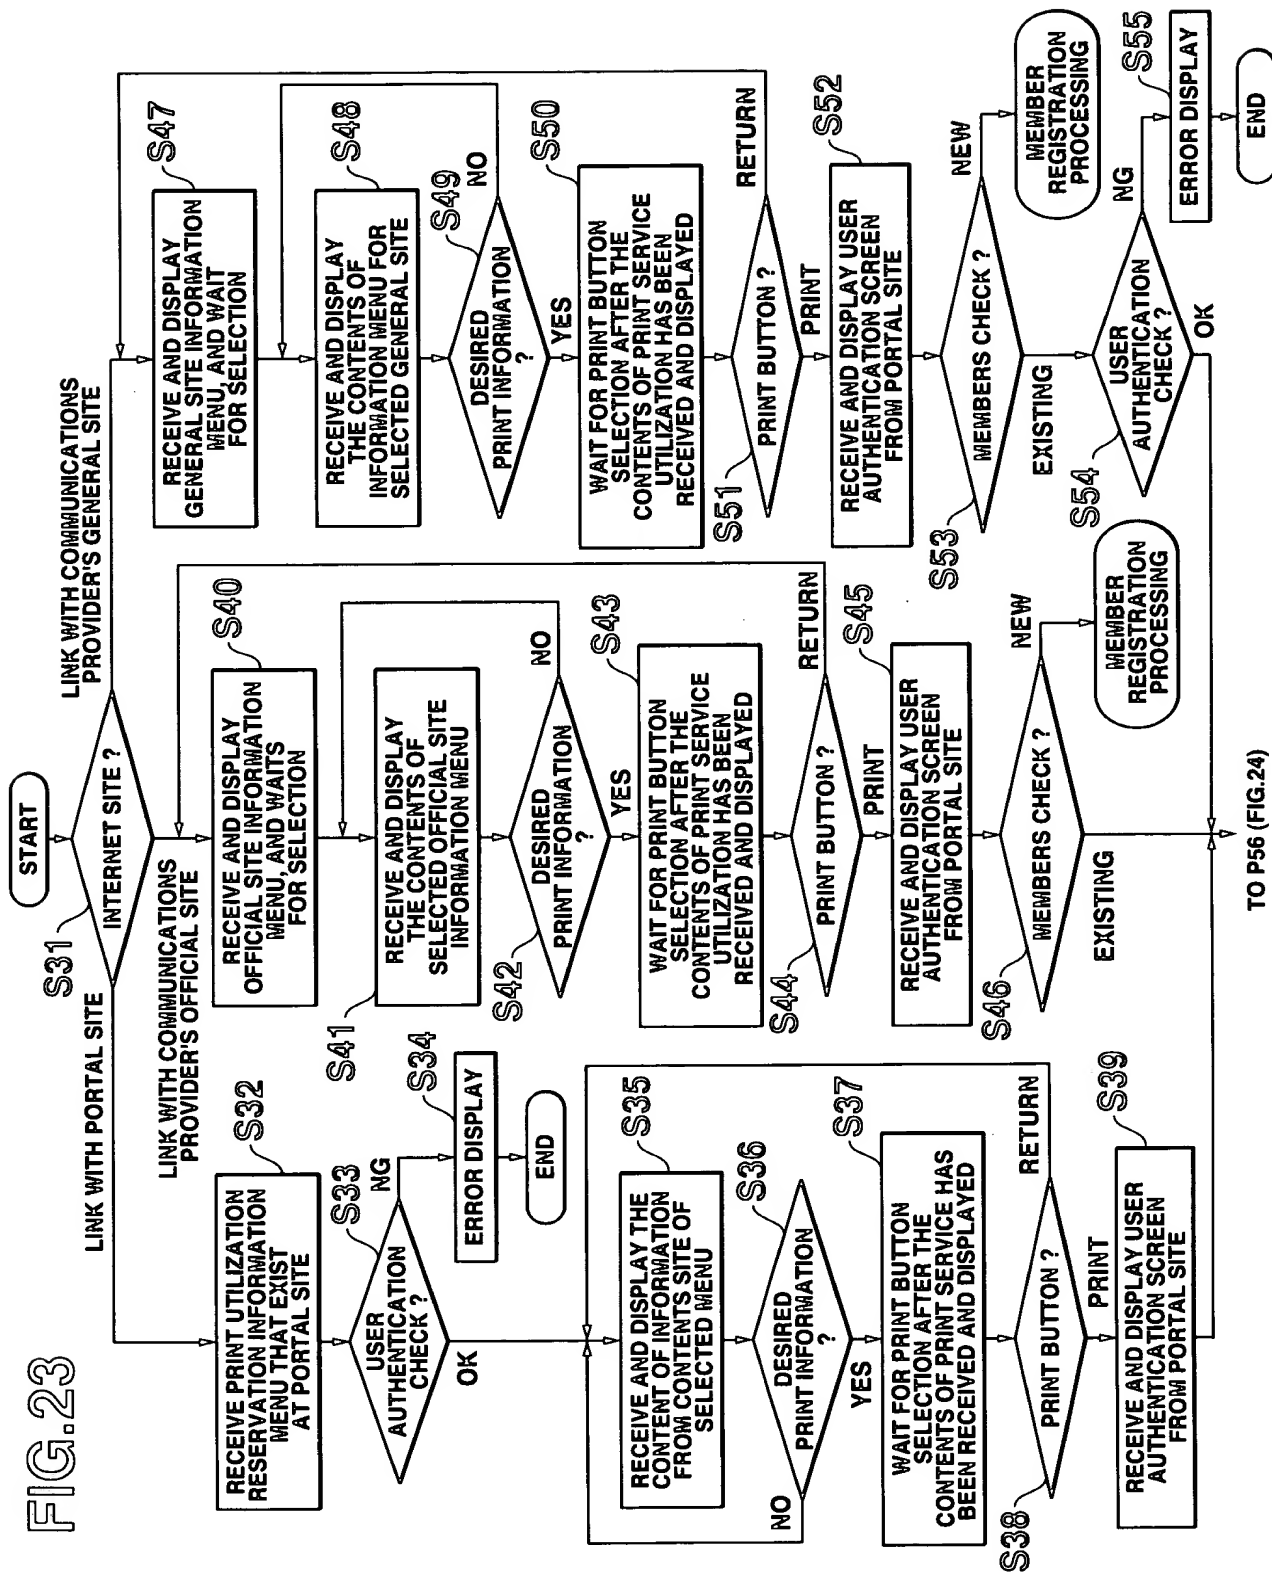 FIG.23
START
S31
INTERNET SITE ?
LINK WITH PORTAL SITE
LINK WITH COMMUNICATIONS
PROVIDER'S OFFICIAL SITE
LINK WITH COMMUNICATIONS
PROVIDER'S GENERAL SITE
S32
RECEIVE PRINT UTILIZATION
RESERVATION INFORMATION
MENU THAT EXIST
AT PORTAL SITE
S33
USER
AUTHENTICATION
CHECK ?
NG
OK
S34
ERROR DISPLAY
END
S35
RECEIVE AND DISPLAY THE
CONTENT OF INFORMATION
FROM CONTENTS SITE OF
SELECTED MENU
S36
DESIRED
PRINT INFORMATION
?
NO
YES
S37
WAIT FOR PRINT BUTTON
SELECTION AFTER THE
CONTENTS OF PRINT SERVICE HAS
BEEN RECEIVED AND DISPLAYED
S38
PRINT BUTTON ?
RETURN
PRINT
S39
RECEIVE AND DISPLAY USER
AUTHENTICATION SCREEN
FROM PORTAL SITE
S40
RECEIVE AND DISPLAY
OFFICIAL SITE INFORMATION
MENU, AND WAITS
FOR SELECTION
S41
RECEIVE AND DISPLAY
THE CONTENTS OF
SELECTED OFFICIAL SITE
INFORMATION MENU
S42
DESIRED
PRINT INFORMATION
?
NO
YES
S43
WAIT FOR PRINT BUTTON
SELECTION AFTER THE
CONTENTS OF PRINT SERVICE
UTILIZATION HAS BEEN
RECEIVED AND DISPLAYED
S44
PRINT BUTTON ?
RETURN
PRINT
S45
RECEIVE AND DISPLAY USER
AUTHENTICATION SCREEN
FROM PORTAL SITE
S46
MEMBERS CHECK ?
NEW
EXISTING
MEMBER
REGISTRATION
PROCESSING
S47
RECEIVE AND DISPLAY
GENERAL SITE INFORMATION
MENU, AND WAIT
FOR SELECTION
S48
RECEIVE AND DISPLAY
THE CONTENTS OF
INFORMATION MENU FOR
SELECTED GENERAL SITE
S49
DESIRED
PRINT INFORMATION
?
NO
YES
S50
WAIT FOR PRINT BUTTON
SELECTION AFTER THE
CONTENTS OF PRINT SERVICE
UTILIZATION HAS BEEN
RECEIVED AND DISPLAYED
S51
PRINT BUTTON ?
RETURN
PRINT
S52
RECEIVE AND DISPLAY USER
AUTHENTICATION SCREEN
FROM PORTAL SITE
S53
MEMBERS CHECK ?
NEW
EXISTING
MEMBER
REGISTRATION
PROCESSING
S54
USER
AUTHENTICATION
CHECK ?
NG
OK
S55
ERROR DISPLAY
END
TO P56 (FIG.24)